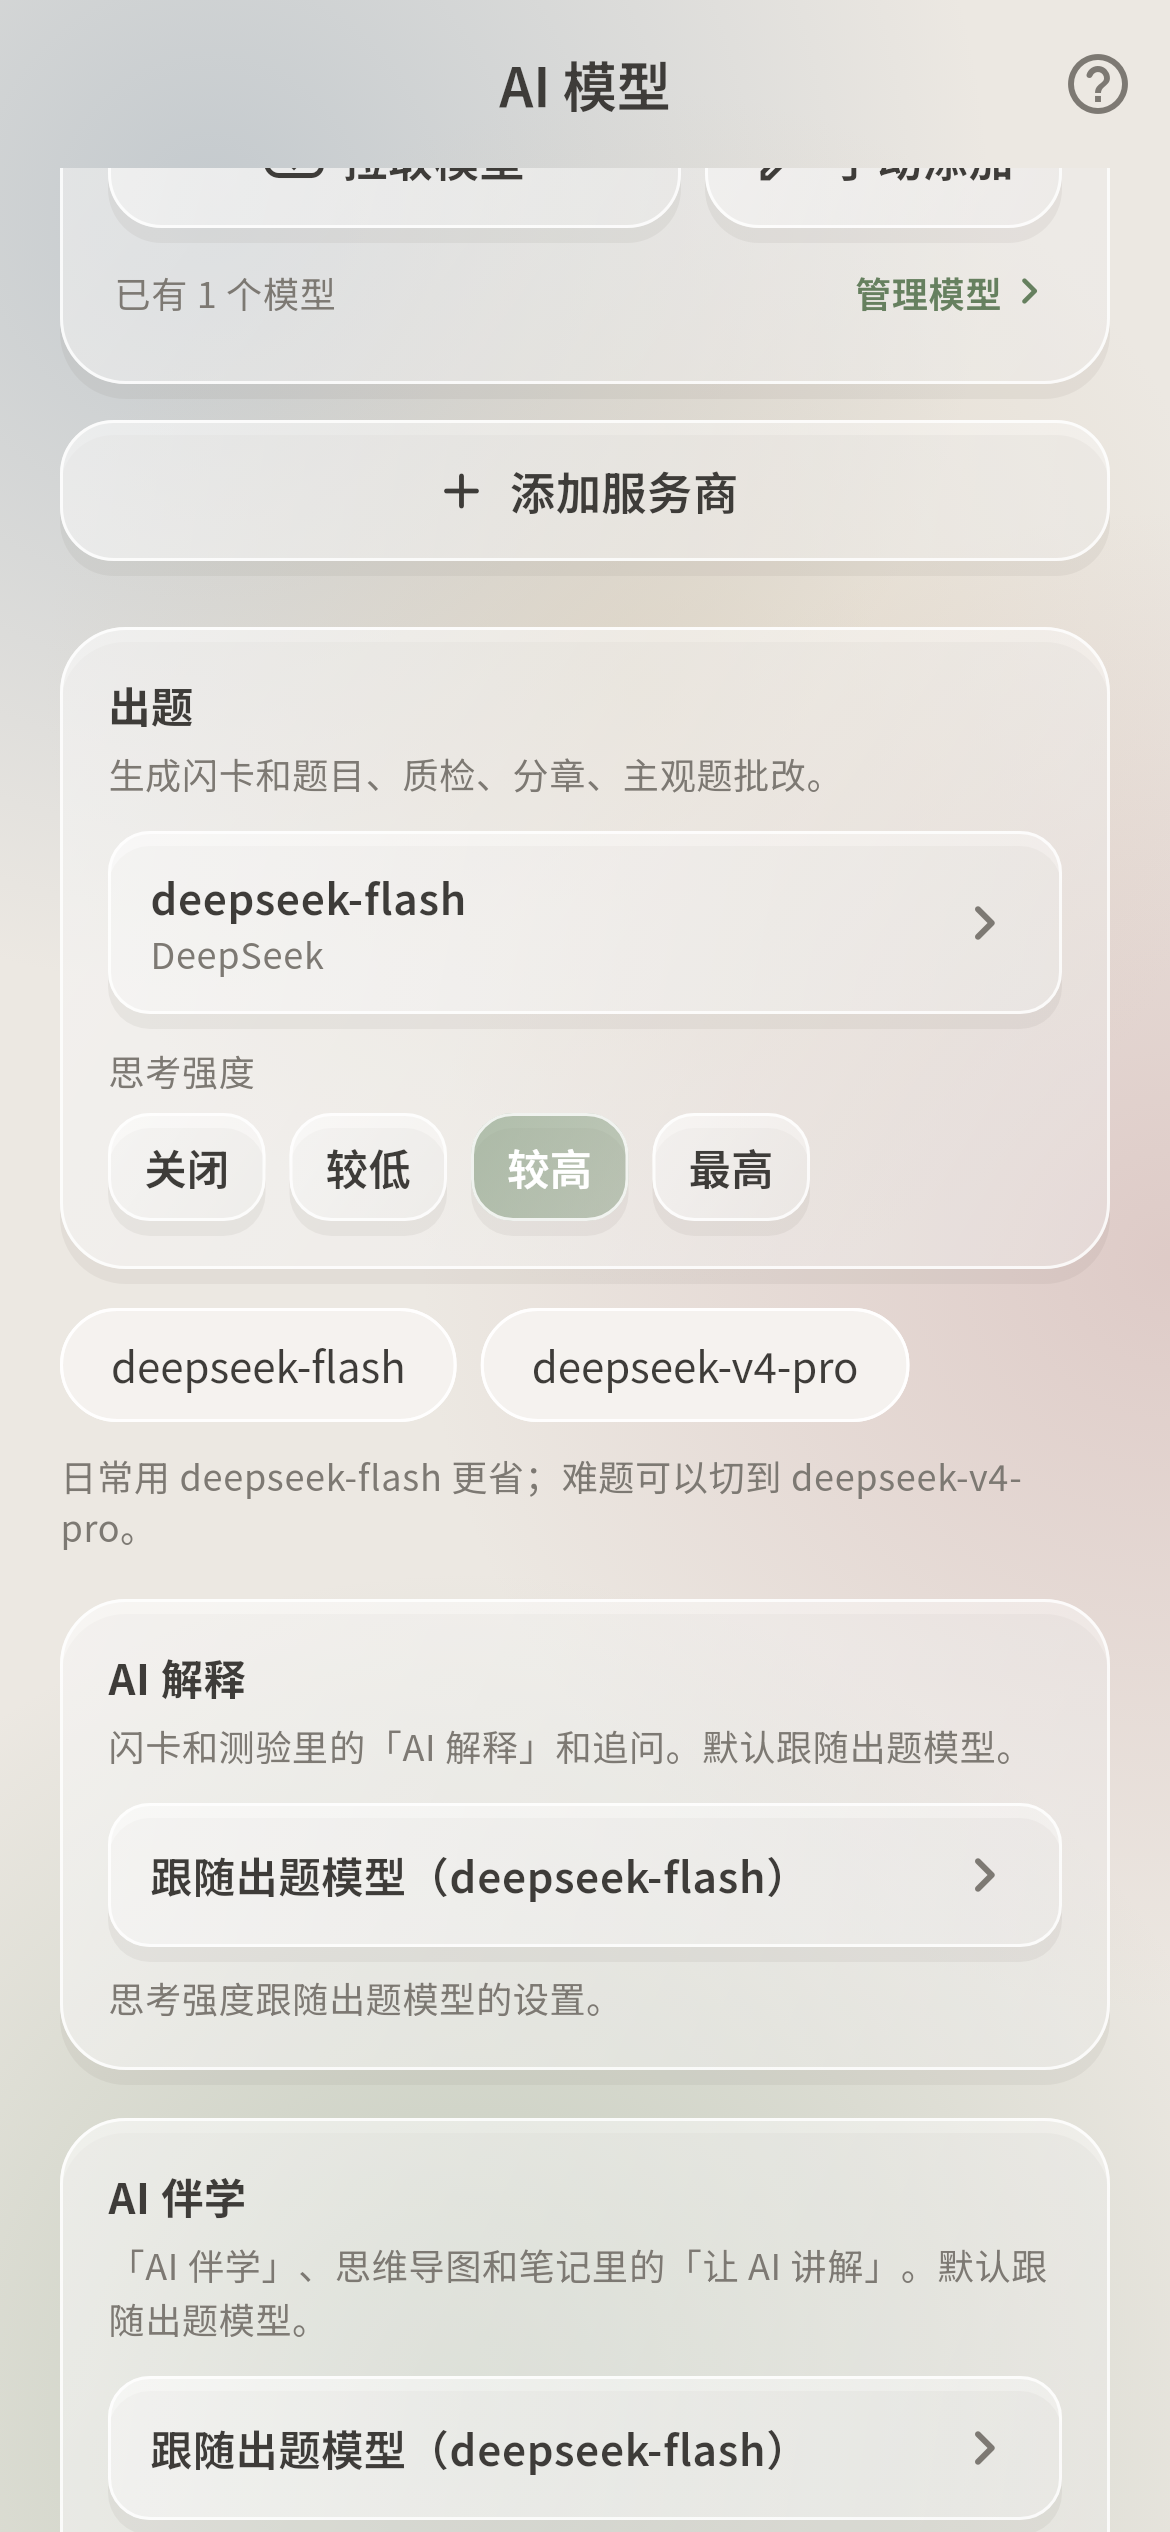 AI 模型
拉取模型
手动添加
已有 1 个模型
管理模型
添加服务商
出题
生成闪卡和题目、质检、分章、主观题批改。
deepseek-flash
DeepSeek
思考强度
关闭
较低
较高
最高
deepseek-flash
deepseek-v4-pro
日常用 deepseek-flash 更省；难题可以切到 deepseek-v4-
pro。
AI 解释
闪卡和测验里的「AI 解释」和追问。默认跟随出题模型。
跟随出题模型（deepseek-flash）
思考强度跟随出题模型的设置。
AI 伴学
「AI 伴学」、思维导图和笔记里的「让 AI 讲解」。默认跟
随出题模型。
跟随出题模型（deepseek-flash）